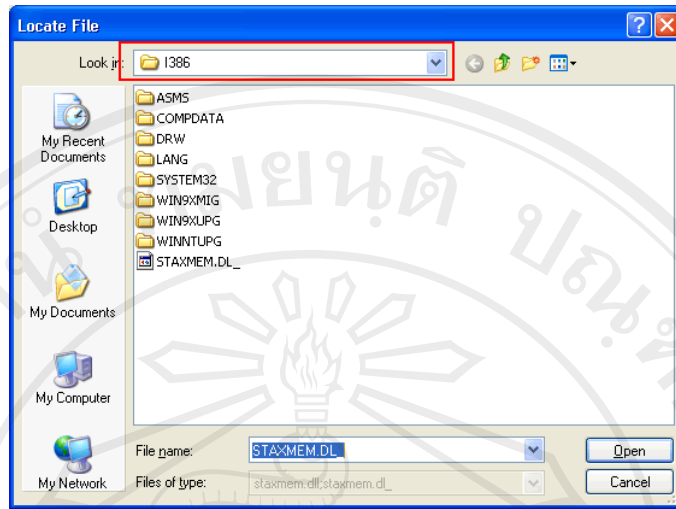 Locate File
Look in:
I386
ASMS
COMPDATA
DRW
LANG
SYSTEM32
WIN9XMIG
WIN9XUPG
WINNTUPG
STAXMEM.DL_
My Recent
Documents
Desktop
My Documents
My Computer
My Network
File name:
STAXMEM.DL_
Open
Files of type:
staxmem.dll;staxmem.dl_
Cancel